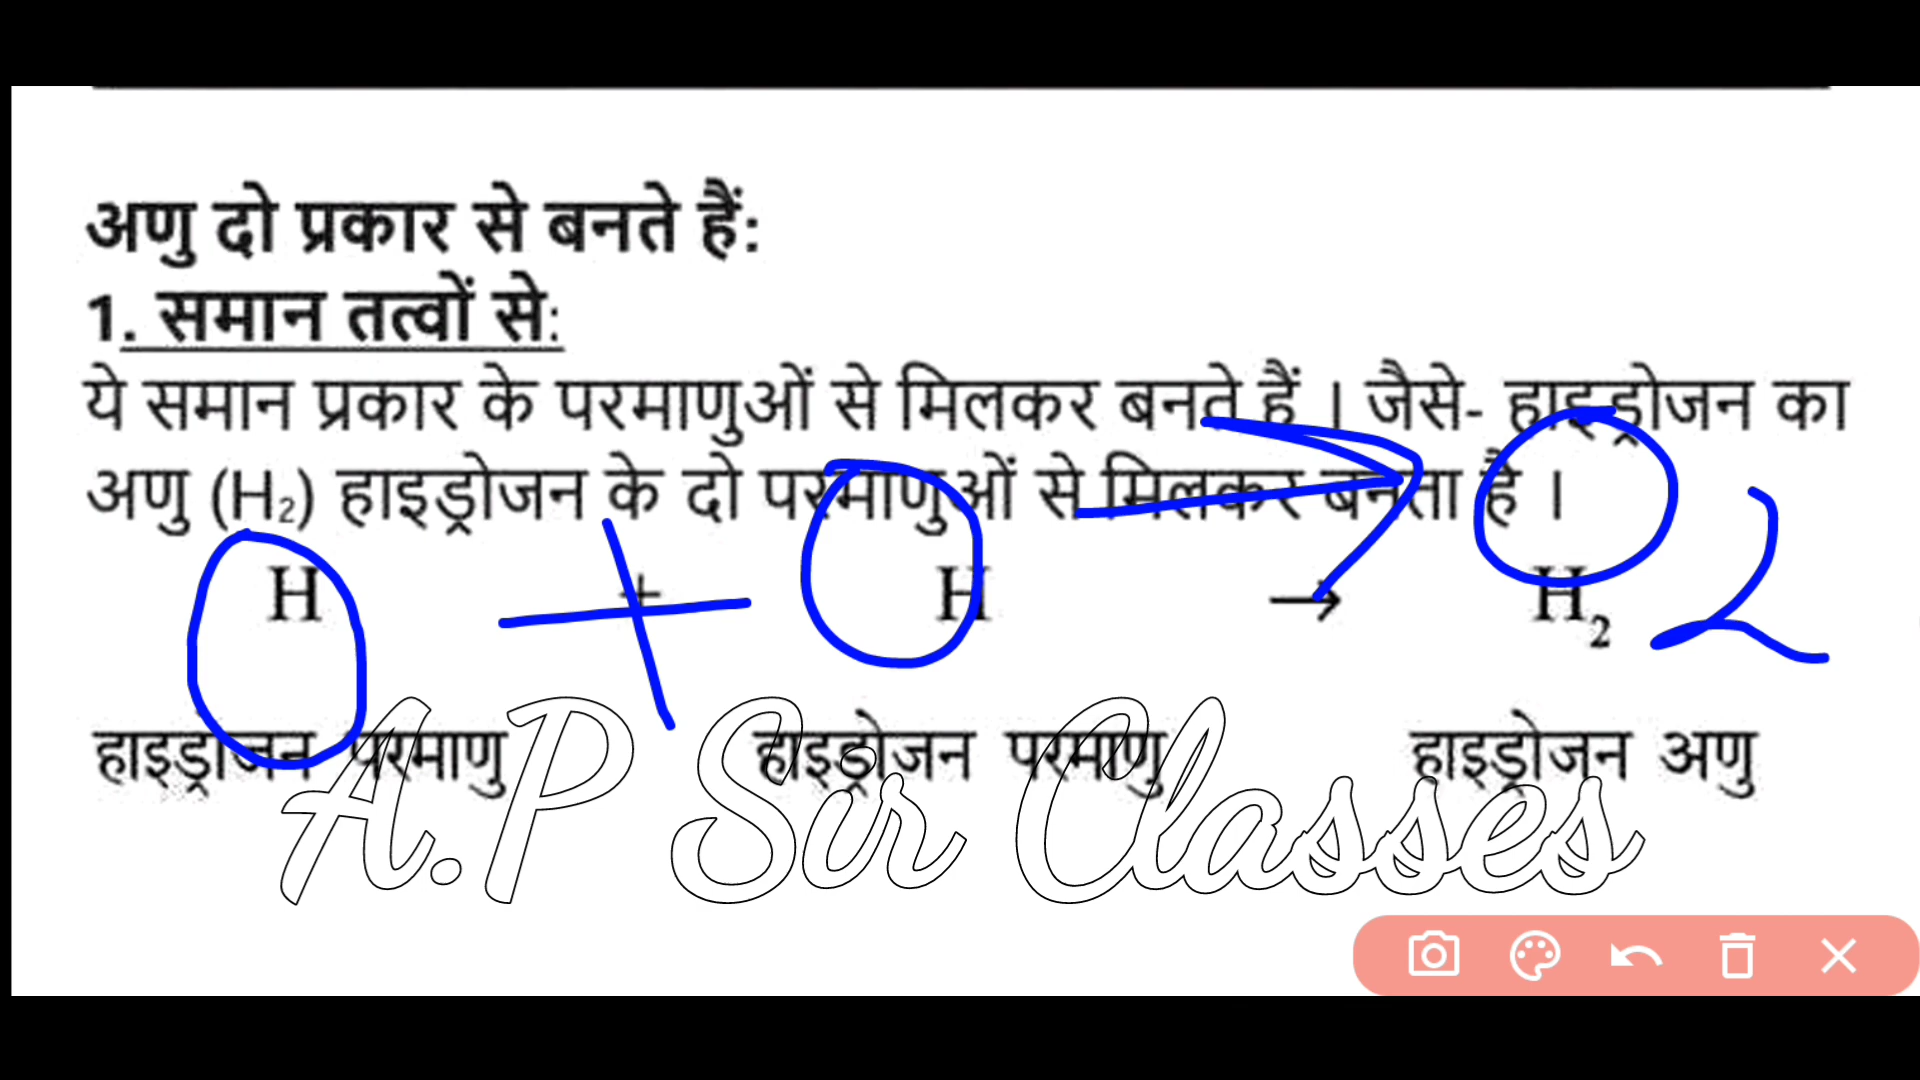 अणु दो प्रकार से बनते हैं:
1. समान तत्वों से:
ये समान प्रकार के परमाणुओं से मिलकर बनते हैं । जैसे- हाइड्रोजन का
अणु (H₂) हाइड्रोजन के दो परमाणुओं से मिलकर बनता है ।
H + H → H₂
2
हाइड्रोजन परमाणु हाइड्रोजन परमाणु हाइड्रोजन अणु
A.P Sir Classes